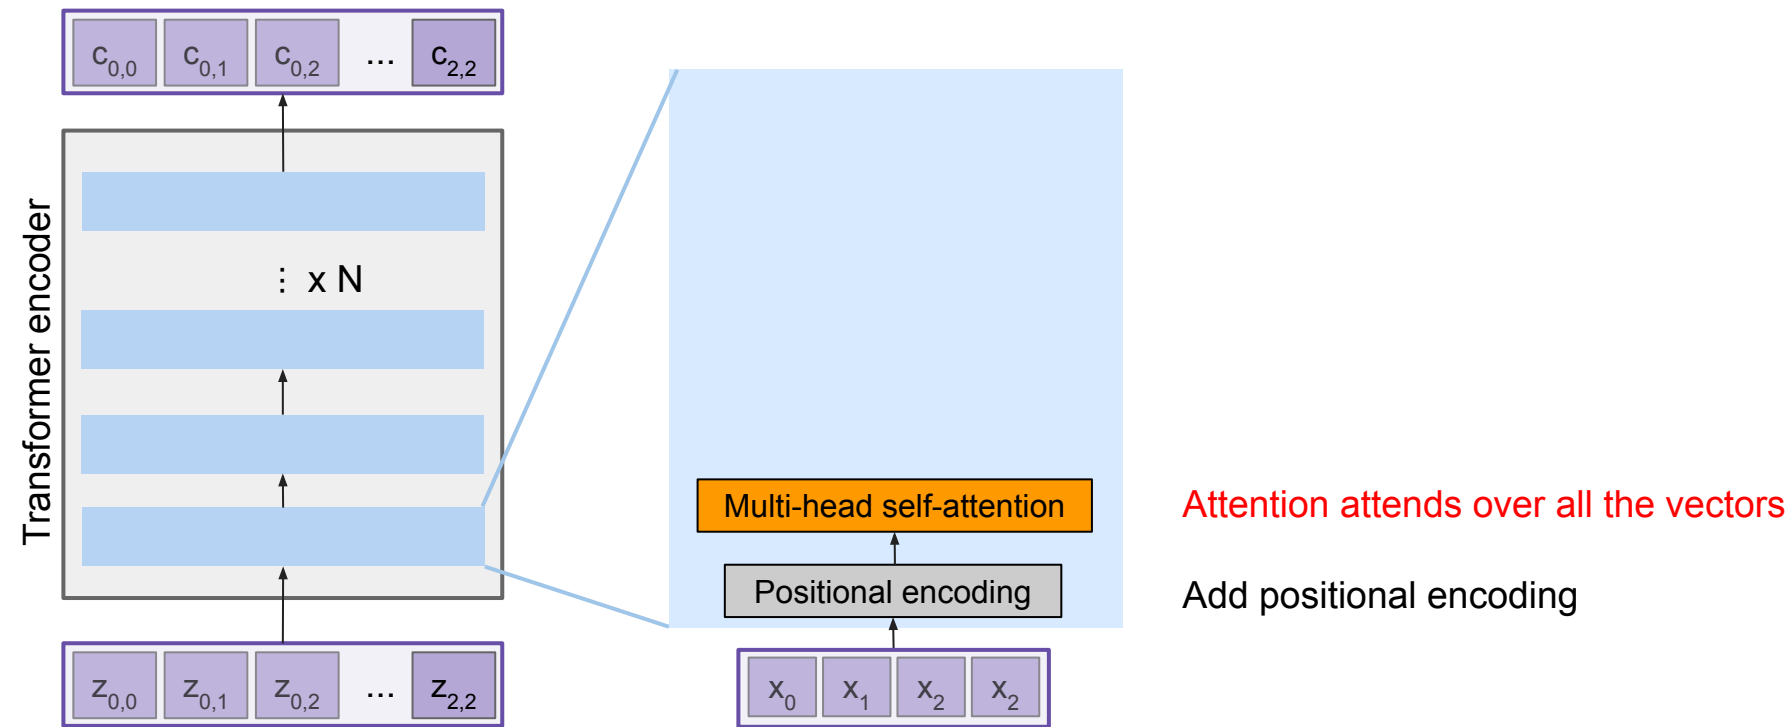 c0,0 c0,1 c0,2 ... c2,2
Transformer encoder
⋮ x N
z0,0 z0,1 z0,2 ... z2,2
Multi-head self-attention
Positional encoding
x0 x1 x2 x2
Attention attends over all the vectors
Add positional encoding